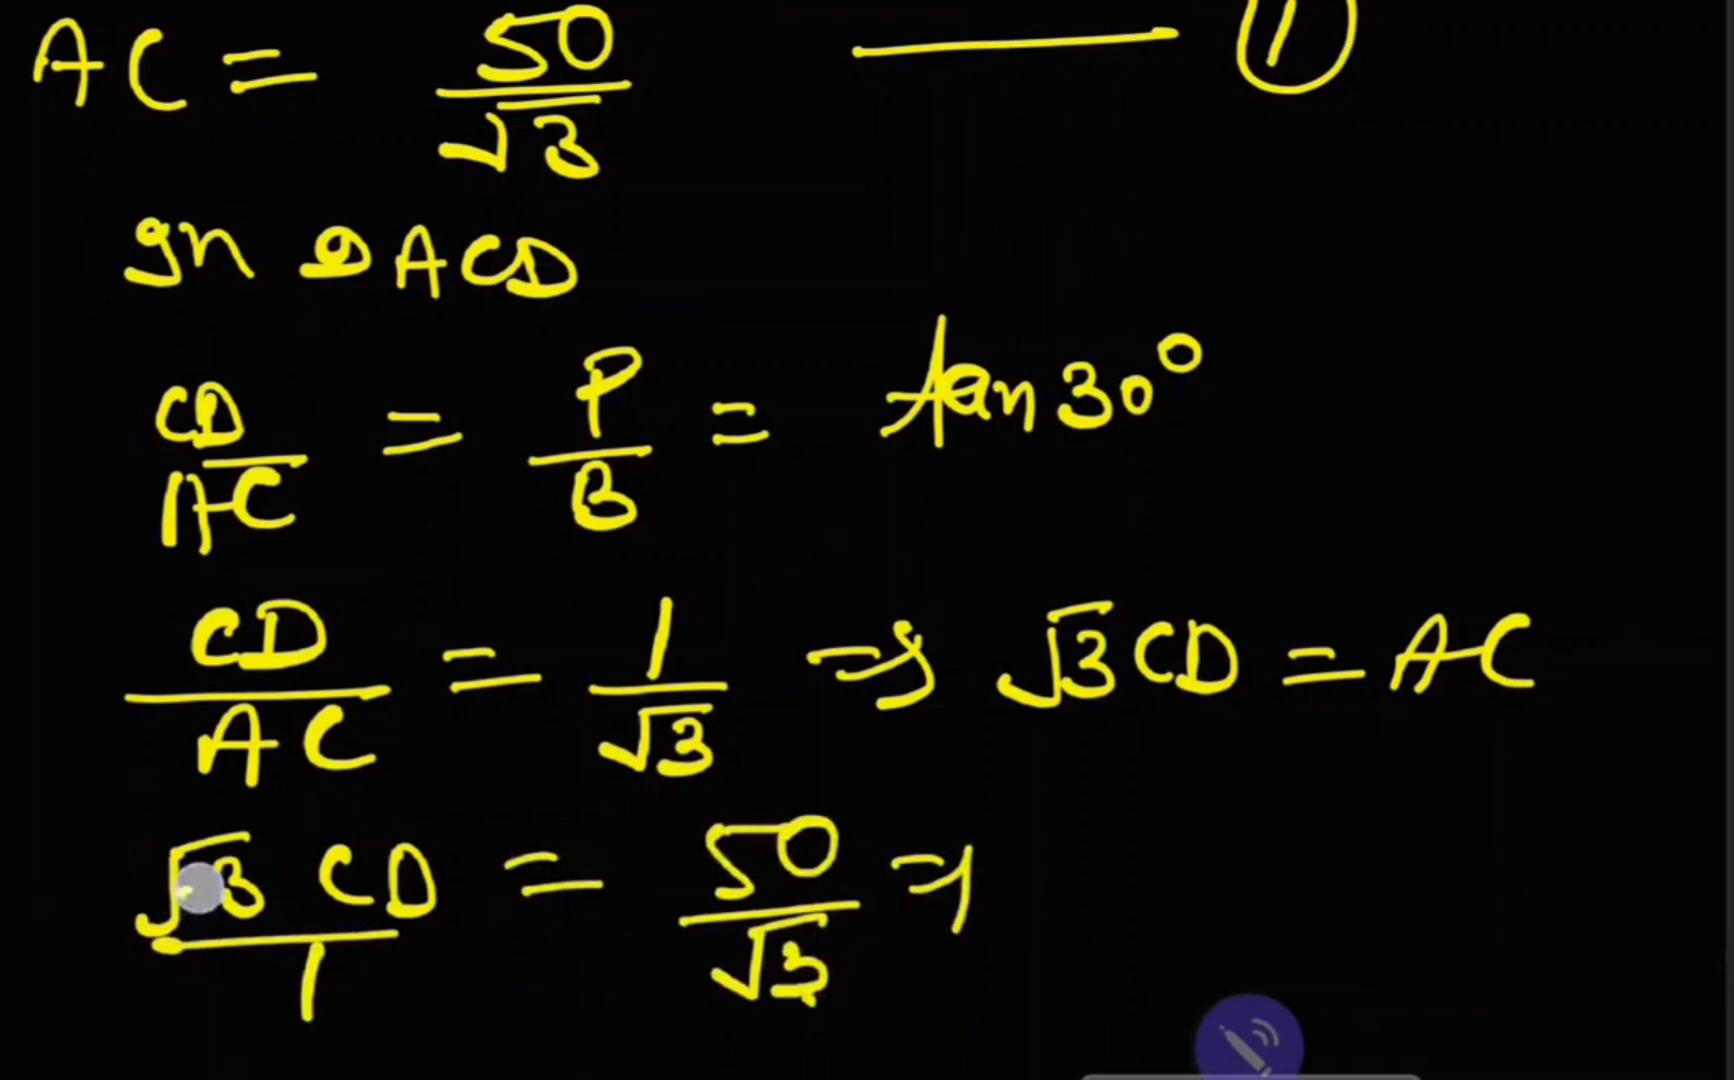 AC = 50/√3 ——— ①
In △ACD
CD/AC = P/B = tan 30°
CD/AC = 1/√3 ⇒ √3 CD = AC
√3 CD/1 = 50/√3 ⇒